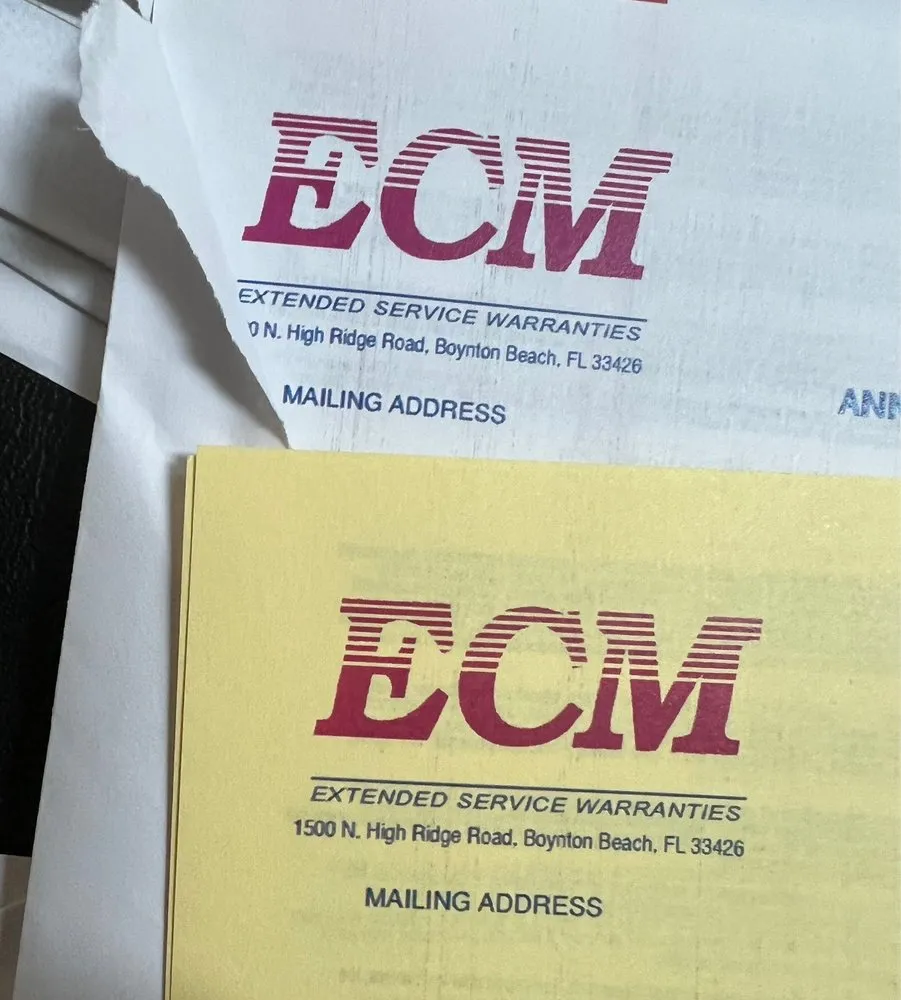 ECM
EXTENDED SERVICE WARRANTIES
0 N. High Ridge Road, Boynton Beach, FL 33426
MAILING ADDRESS
ANN
ECM
EXTENDED SERVICE WARRANTIES
1500 N. High Ridge Road, Boynton Beach, FL 33426
MAILING ADDRESS